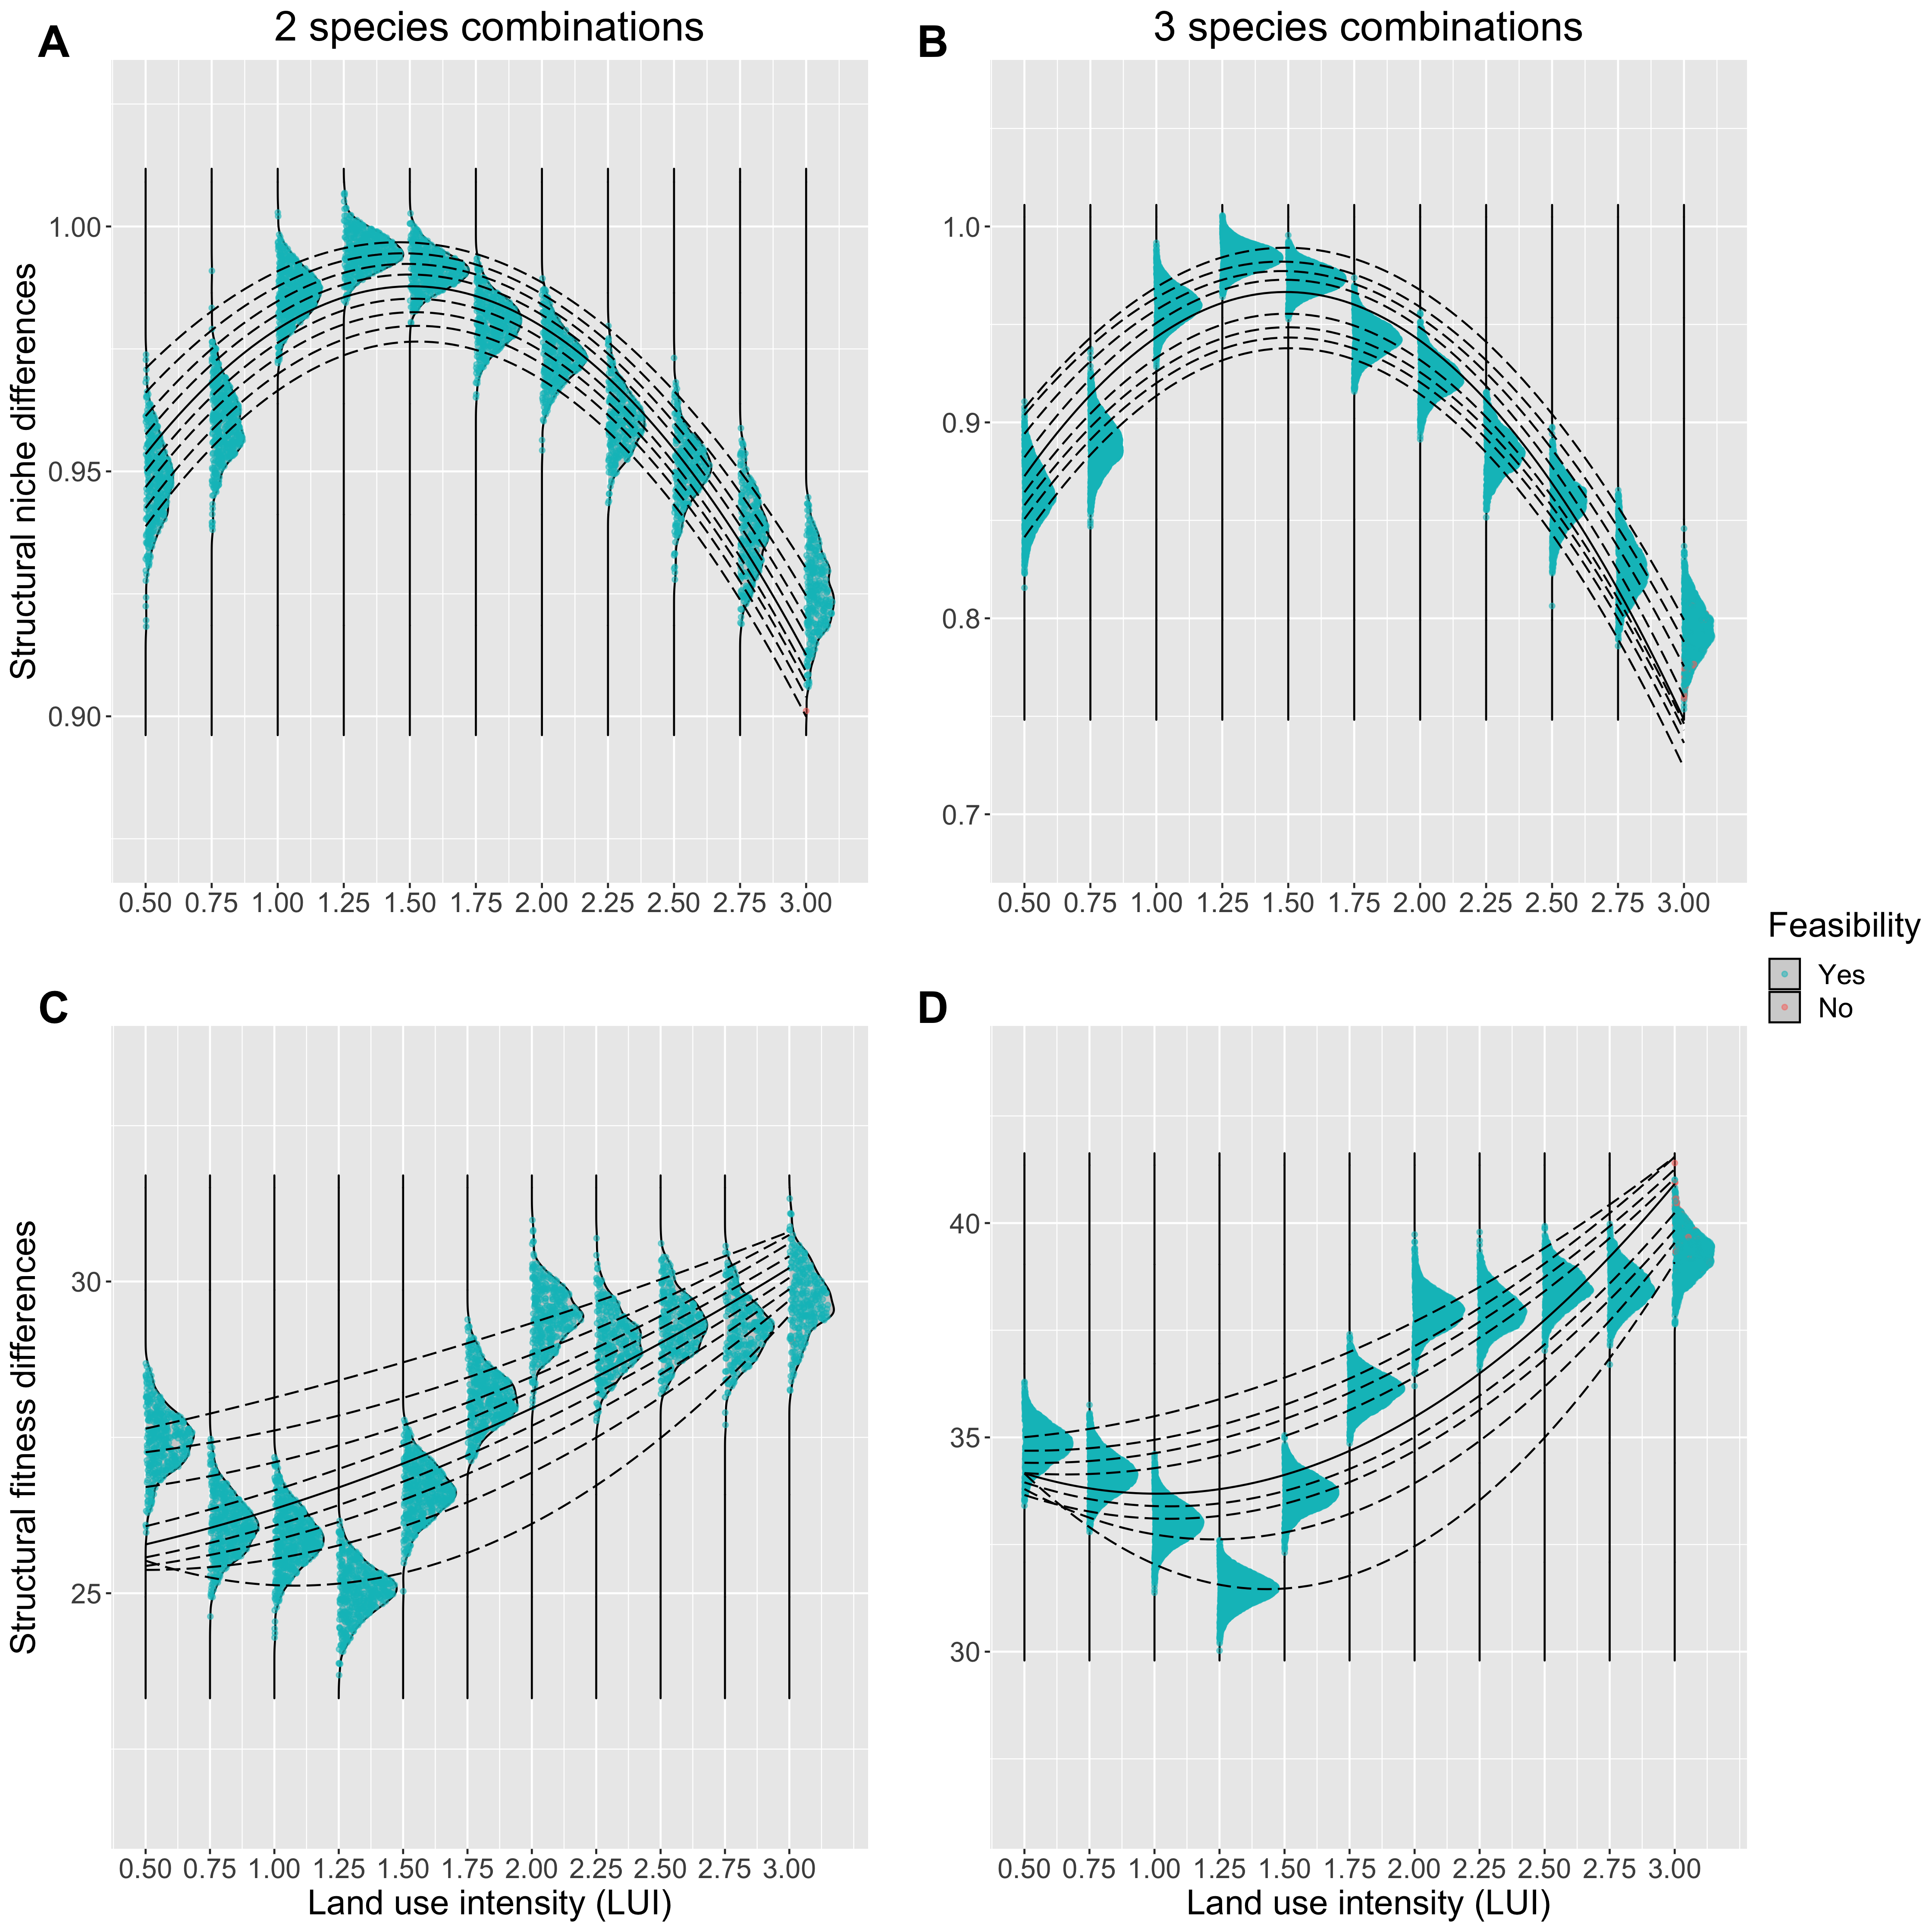 A 2 species combinations
B 3 species combinations
Structural niche differences
1.00
0.95
0.90
0.50 0.75 1.00 1.25 1.50 1.75 2.00 2.25 2.50 2.75 3.00
1.0
0.9
0.8
0.7
0.50 0.75 1.00 1.25 1.50 1.75 2.00 2.25 2.50 2.75 3.00
Feasibility
Yes
No
C
D
Structural fitness differences
30
25
0.50 0.75 1.00 1.25 1.50 1.75 2.00 2.25 2.50 2.75 3.00
Land use intensity (LUI)
40
35
30
0.50 0.75 1.00 1.25 1.50 1.75 2.00 2.25 2.50 2.75 3.00
Land use intensity (LUI)